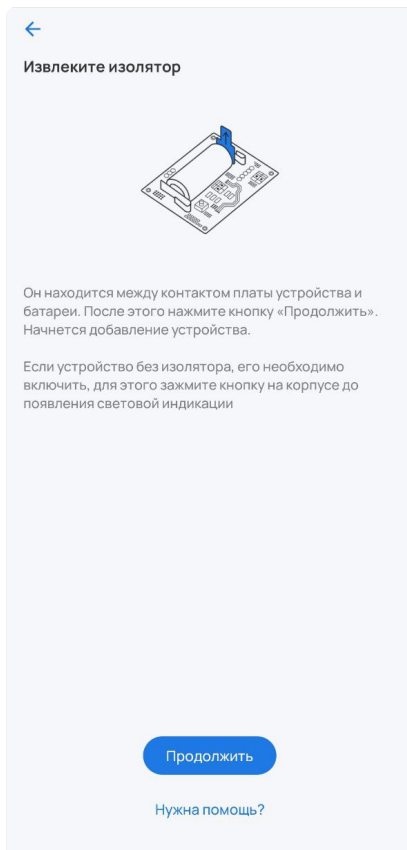 Извлеките изолятор
Он находится между контактом платы устройства и
батареи. После этого нажмите кнопку «Продолжить».
Начнется добавление устройства.
Если устройство без изолятора, его необходимо
включить, для этого зажмите кнопку на корпусе до
появления световой индикации
Продолжить
Нужна помощь?